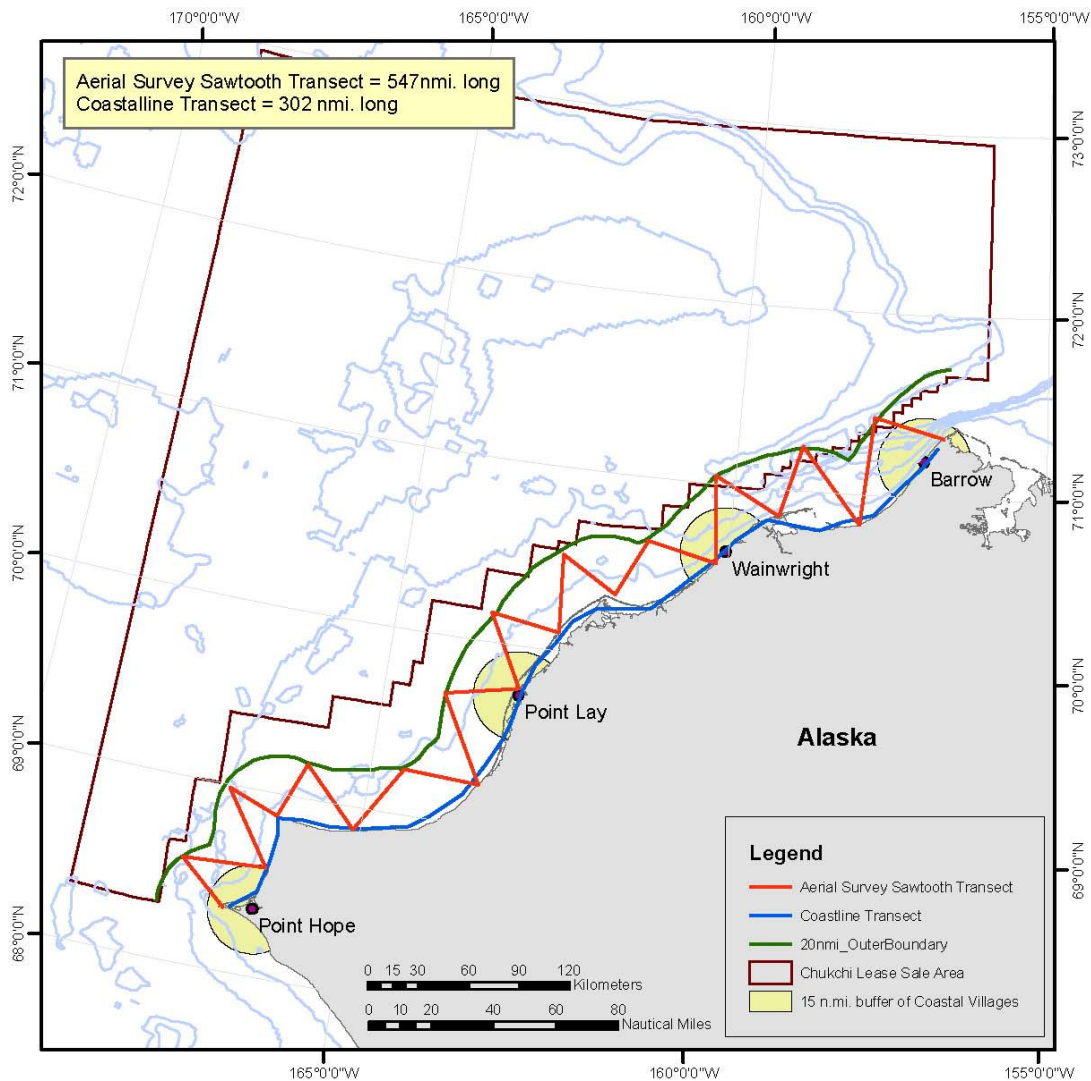 170°0'0"W
165°0'0"W
160°0'0"W
155°0'0"W
Aerial Survey Sawtooth Transect = 547nmi. long
Coastalline Transect = 302 nmi. long
73°0'0"N
72°0'0"N
72°0'0"N
71°0'0"N
71°0'0"N
70°0'0"N
70°0'0"N
69°0'0"N
69°0'0"N
68°0'0"N
Barrow
Wainwright
Point Lay
Alaska
Point Hope
Legend
Aerial Survey Sawtooth Transect
Coastline Transect
20nmi_OuterBoundary
Chukchi Lease Sale Area
15 n.mi. buffer of Coastal Villages
0 15 30 60 90 120
Kilometers
0 10 20 40 60 80
Nautical Miles
165°0'0"W
160°0'0"W
155°0'0"W